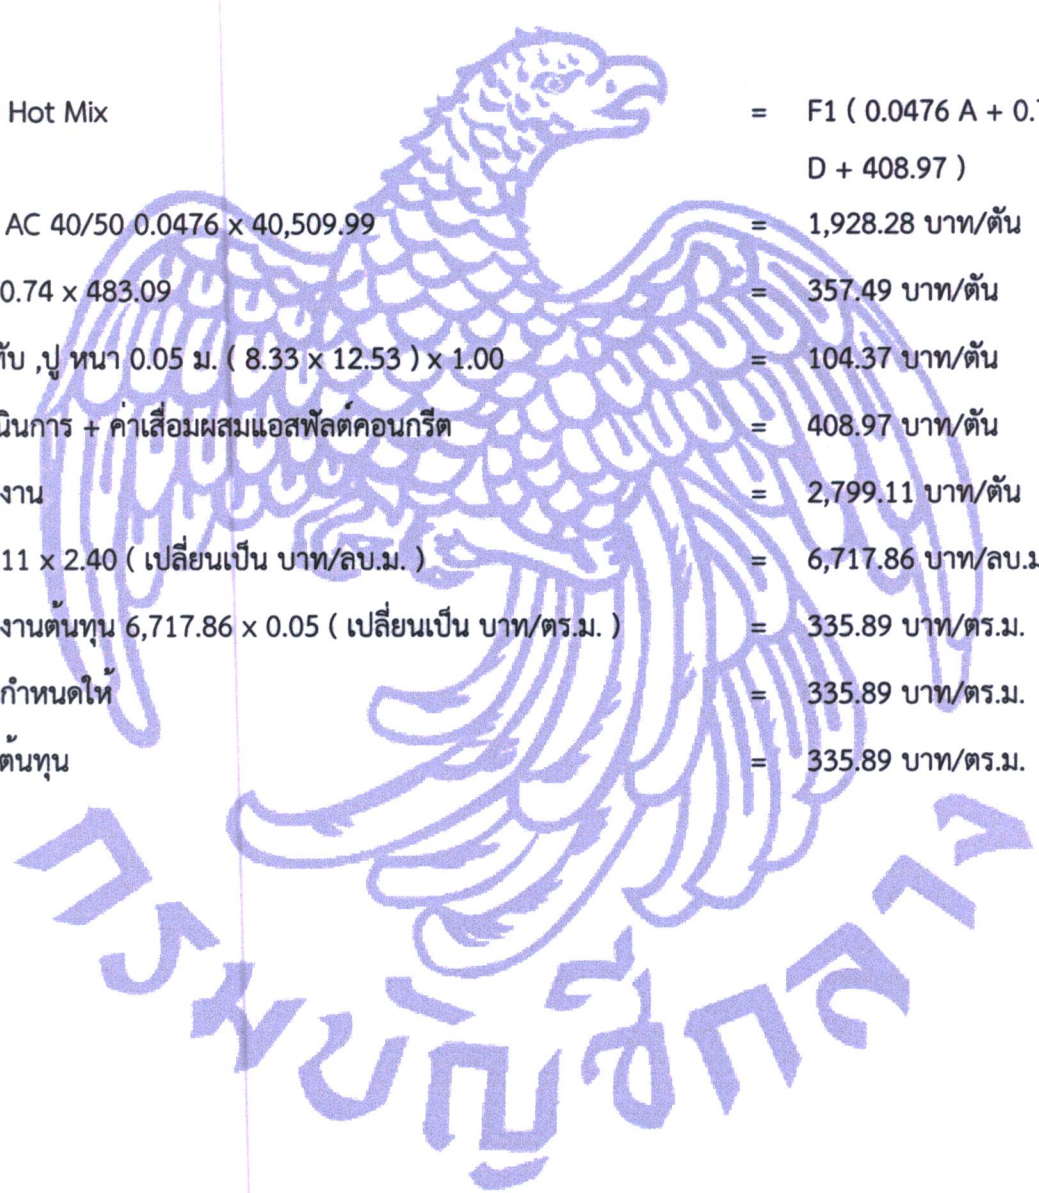 Hot Mix = F1 ( 0.0476 A + 0.
D + 408.97 )
AC 40/50 0.0476 x 40,509.99 = 1,928.28 บาท/ตัน
0.74 x 483.09 = 357.49 บาท/ตัน
ทับ ,ปู หนา 0.05 ม. ( 8.33 x 12.53 ) x 1.00 = 104.37 บาท/ตัน
นินการ + ค่าเสื่อมผสมแอสฟัลต์คอนกรีต = 408.97 บาท/ตัน
งาน = 2,799.11 บาท/ตัน
11 x 2.40 ( เปลี่ยนเป็น บาท/ลบ.ม. ) = 6,717.86 บาท/ลบ.ม
งานต้นทุน 6,717.86 x 0.05 ( เปลี่ยนเป็น บาท/ตร.ม. ) = 335.89 บาท/ตร.ม.
กำหนดให้ = 335.89 บาท/ตร.ม.
ต้นทุน = 335.89 บาท/ตร.ม.
กรมบัญชีกลาง